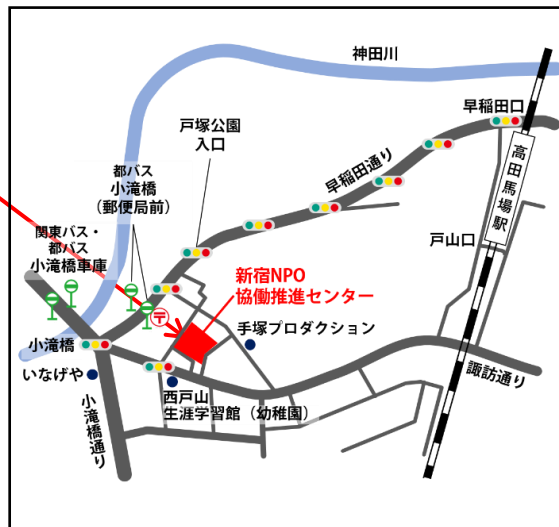 神田川
早稲田口
戸塚公園
入口
早稲田通り
高田馬場駅
都バス
小滝橋
（郵便局前）
戸山口
関東バス・
都バス
小滝橋車庫
新宿NPO
協働推進センター
〒
手塚プロダクション
小滝橋
いなげや
諏訪通り
西戸山
生涯学習館（幼稚園）
小滝橋通り